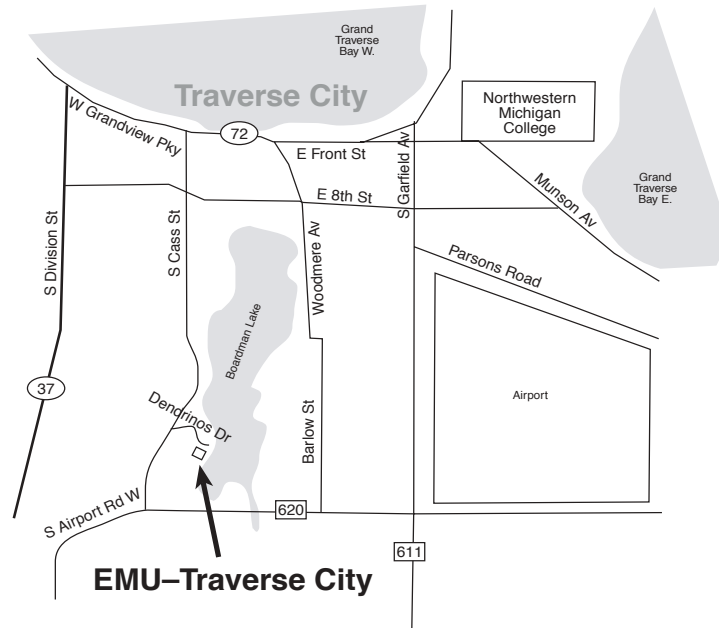 Grand
Traverse
Bay W.
Traverse City
Northwestern
Michigan
College
W Grandview Pky
72
E Front St
S Garfield Av
Munson Av
Grand
Traverse
Bay E.
E 8th St
S Division St
S Cass St
Woodmere Av
Parsons Road
Boardman Lake
37
Dendrinos Dr
Barlow St
Airport
S Airport Rd W
620
611
EMU–Traverse City